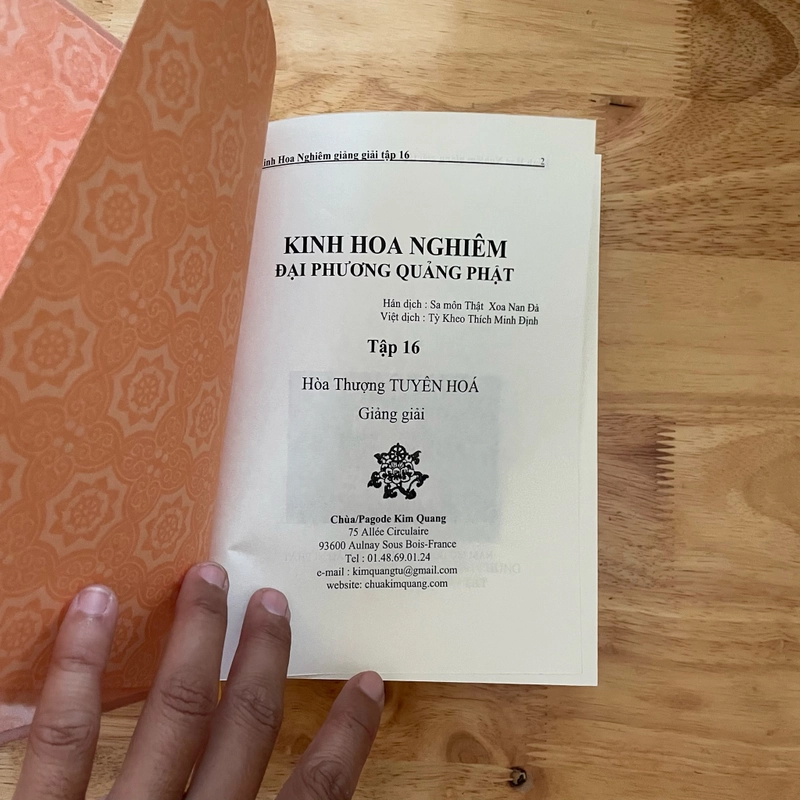 inh Hoa Nghiêm giảng giải tập 16 2
KINH HOA NGHIÊM
ĐẠI PHƯƠNG QUẢNG PHẬT
Hán dịch : Sa môn Thật Xoa Nan Đà
Việt dịch : Tỳ Kheo Thích Minh Định
Tập 16
Hòa Thượng TUYÊN HOÁ
Giảng giải
Chùa/Pagode Kim Quang
75 Allée Circulaire
93600 Aulnay Sous Bois-France
Tel : 01.48.69.01.24
e-mail : kimquangtu@gmail.com
website: chuakimquang.com